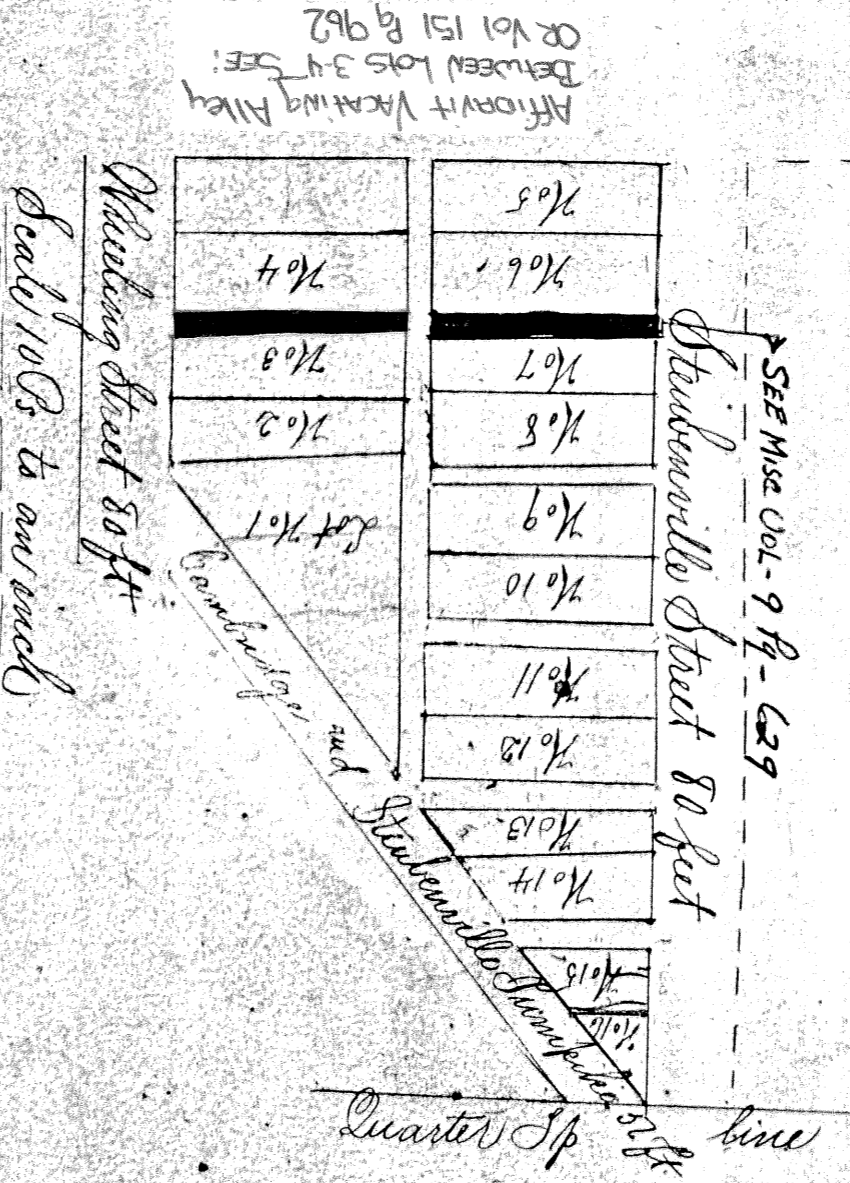 Affidavit Vacating Alley
Between Lots 3-4 SEE:
OR Vol 151 Pg 962
Wheeling Street 80 ft
Scale 10 Ps to an inch
No 4
No 3
No 2
Lot No 1
No 5
No 6
No 7
No 8
No 9
No 10
No 11
No 12
No 13
No 14
No 15
No 16
Steubenville Street 80 feet
SEE Misc VOL-9 Pg-629
Cambridge and Steubenville Turnpike 57 ft
Quarter Tp line